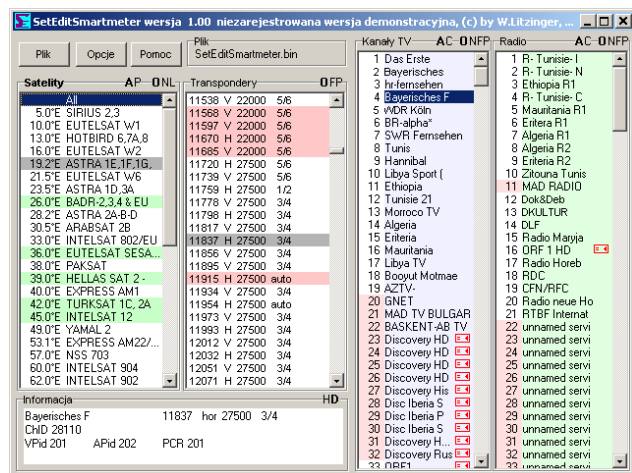 SetEditSmartmeter wersja 1.00 niezarejestrowana wersja demonstracyjna, (c) by W.Litzinger, ...
Plik
Opcje
Pomoc
Plik
SetEditSmartmeter.bin
Satelity AP ONL
All
5.0°E SIRIUS 2,3
10.0°E EUTELSAT W1
13.0°E HOTBIRD 6,7A,8
16.0°E EUTELSAT W2
19.2°E ASTRA 1E,1F,1G,
21.5°E EUTELSAT W6
23.5°E ASTRA 1D,3A
26.0°E BADR-2,3,4 & EU
28.2°E ASTRA 2A-B-D
30.5°E ARABSAT 2B
33.0°E INTELSAT 802/EU
36.0°E EUTELSAT SESA...
38.0°E PAKSAT
39.0°E HELLAS SAT 2 -
40.0°E EXPRESS AM1
42.0°E TURKSAT 1C, 2A
45.0°E INTELSAT 12
49.0°E YAMAL 2
53.1°E EXPRESS AM22/...
57.0°E NSS 703
60.0°E INTELSAT 904
62.0°E INTELSAT 902
Transpondery OFP
11538 V 22000 5/6
11568 V 22000 5/6
11597 V 22000 5/6
11670 H 22000 5/6
11685 V 22000 5/6
11720 H 27500 5/6
11739 V 27500 5/6
11759 H 27500 1/2
11778 V 27500 3/4
11798 H 27500 3/4
11817 V 27500 3/4
11837 H 27500 3/4
11856 V 27500 3/4
11895 V 27500 3/4
11915 H 27500 auto
11934 V 27500 3/4
11954 H 27500 auto
11973 V 27500 3/4
11993 H 27500 3/4
12012 V 27500 3/4
12032 H 27500 3/4
12051 V 27500 3/4
12071 H 27500 3/4
Kanały TV AC ONFP
1 Das Erste
2 Bayerisches
3 hr-fernsehen
4 Bayerisches F
5 WDR Köln
6 BR-alpha*
7 SWR Fernsehen
8 Tunis
9 Hannibal
10 Libya Sport (
11 Ethiopia
12 Tunisie 21
13 Morroco TV
14 Algeria
15 Eriteria
16 Mauritania
17 Libya TV
18 Booyut Motmae
19 AZTV-
20 GNET
21 MAD TV BULGAR
22 BASKENT-AB TV
23 Discovery HD
24 Discovery HD
25 Discovery HD
26 Discovery HD
27 Discovery His
28 Disc Iberia S
29 Disc Iberia P
30 Disc Iberia S
31 Discovery H...
32 Discovery Rus
33 ORF1
Radio AC ONFP
1 R- Tunisie- I
2 R- Tunisie- N
3 Ethiopia R1
4 R- Tunisie- C
5 Mauritania R1
6 Eritera R1
7 Algeria R1
8 Algeria R2
9 Eriteria R2
10 Zitouna Tunis
11 MAD RADIO
12 Dok&Deb
13 DKULTUR
14 DLF
15 Radio Maryja
16 ORF 1 HD
17 Radio Horeb
18 RDC
19 CFN/RFC
20 Radio neue Ho
21 RTBF Internat
22 unnamed servi
23 unnamed servi
24 unnamed servi
25 unnamed servi
26 unnamed servi
27 unnamed servi
28 unnamed servi
29 unnamed servi
30 unnamed servi
31 unnamed servi
32 unnamed servi
33 unnamed servi
Informacja HD
Bayerisches F 11837 hor 27500 3/4
ChID 28110
VPid 201 APid 202 PCR 201